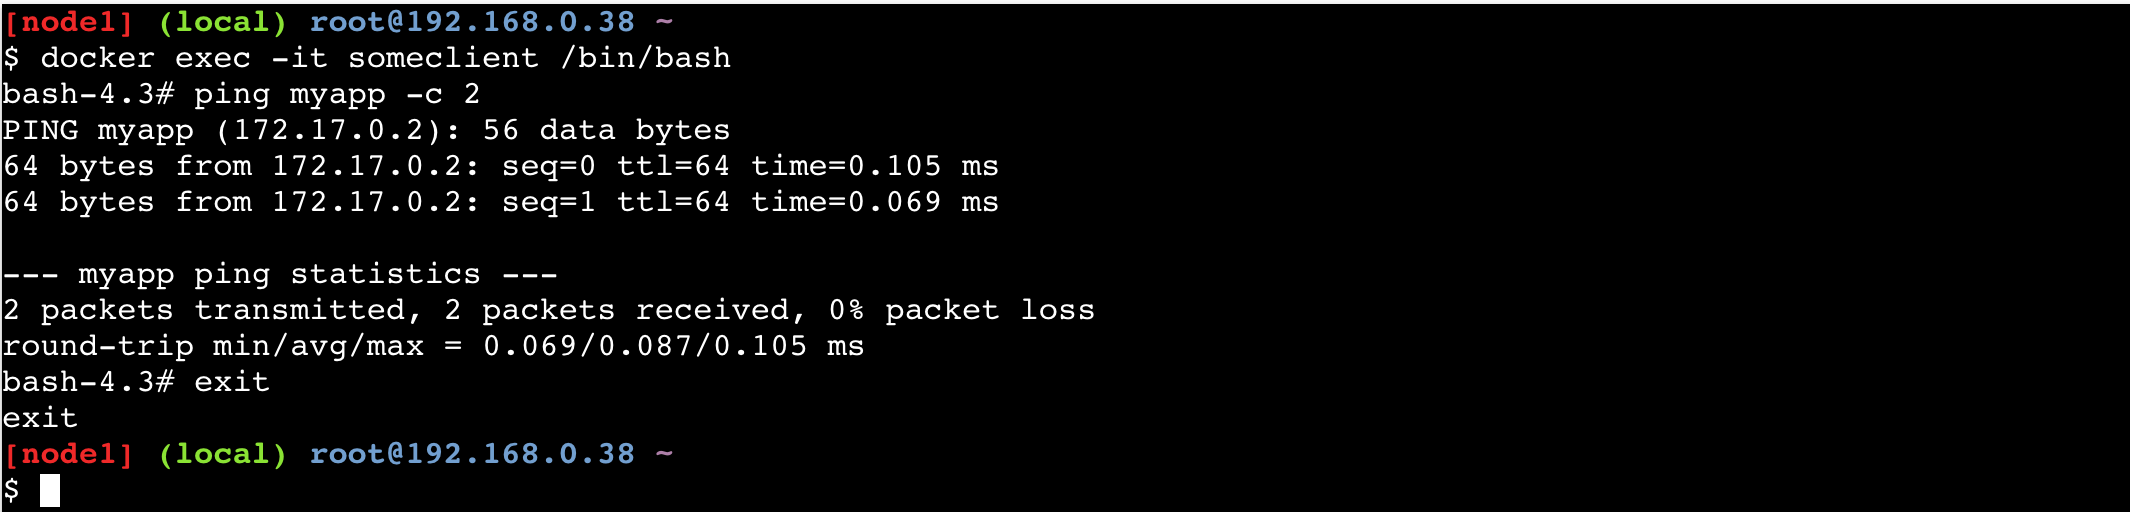 [node1] (local) root@192.168.0.38 ~
$ docker exec -it someclient /bin/bash
bash-4.3# ping myapp -c 2
PING myapp (172.17.0.2): 56 data bytes
64 bytes from 172.17.0.2: seq=0 ttl=64 time=0.105 ms
64 bytes from 172.17.0.2: seq=1 ttl=64 time=0.069 ms
--- myapp ping statistics ---
2 packets transmitted, 2 packets received, 0% packet loss
round-trip min/avg/max = 0.069/0.087/0.105 ms
bash-4.3# exit
exit
[node1] (local) root@192.168.0.38 ~
$